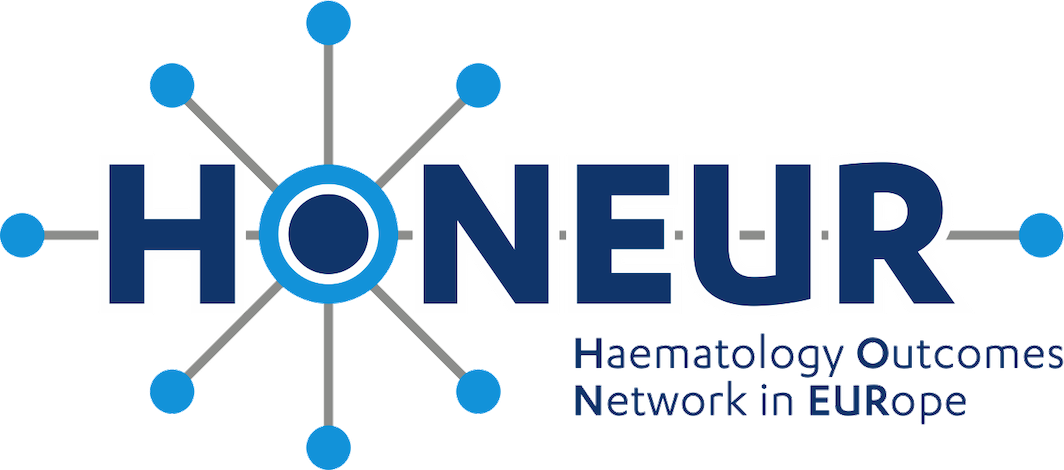 HONEUR
Haematology Outcomes
Network in EURope